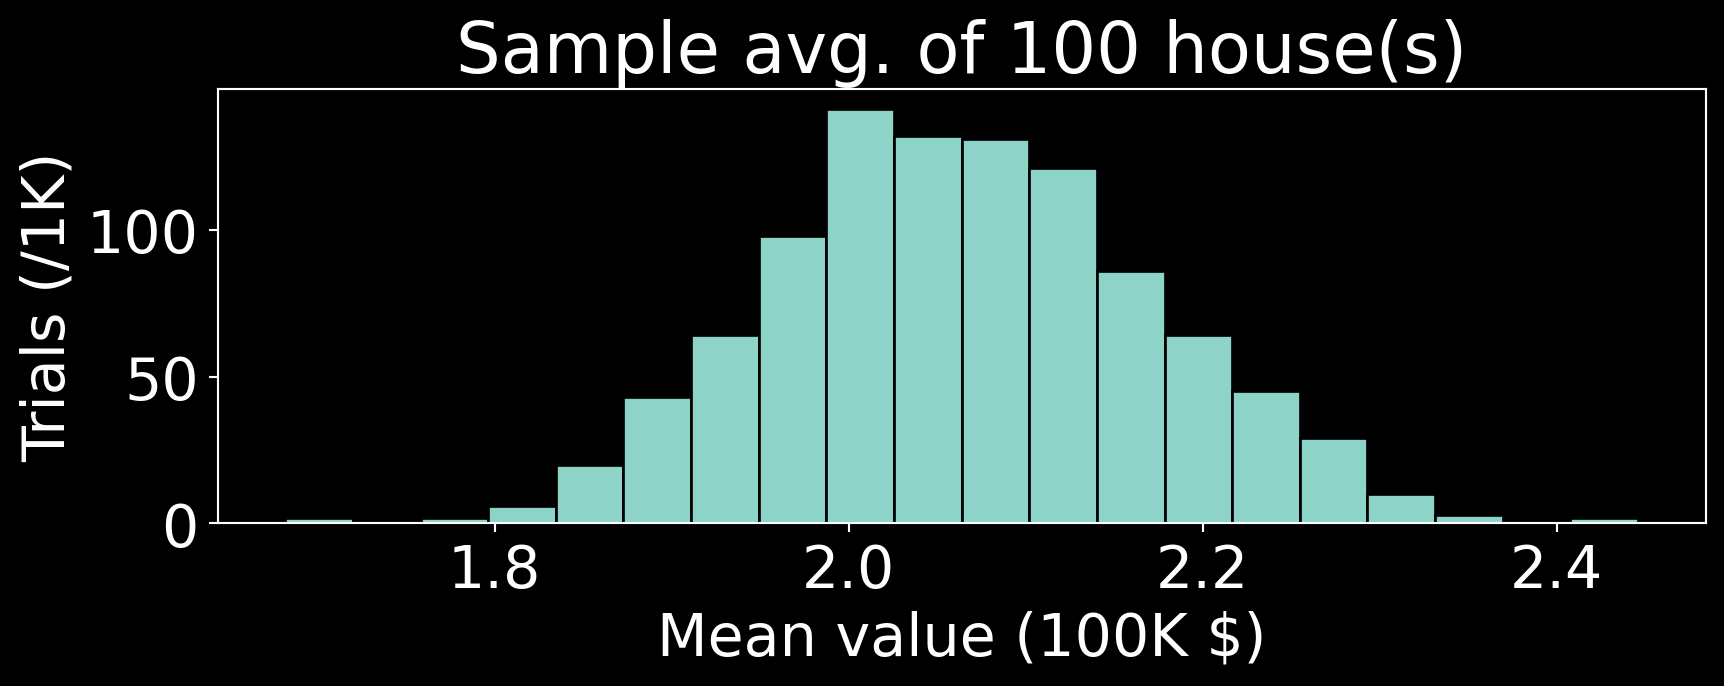 Sample avg. of 100 house(s)
Trials (/1K)
100
50
0
1.8 2.0 2.2 2.4
Mean value (100K $)